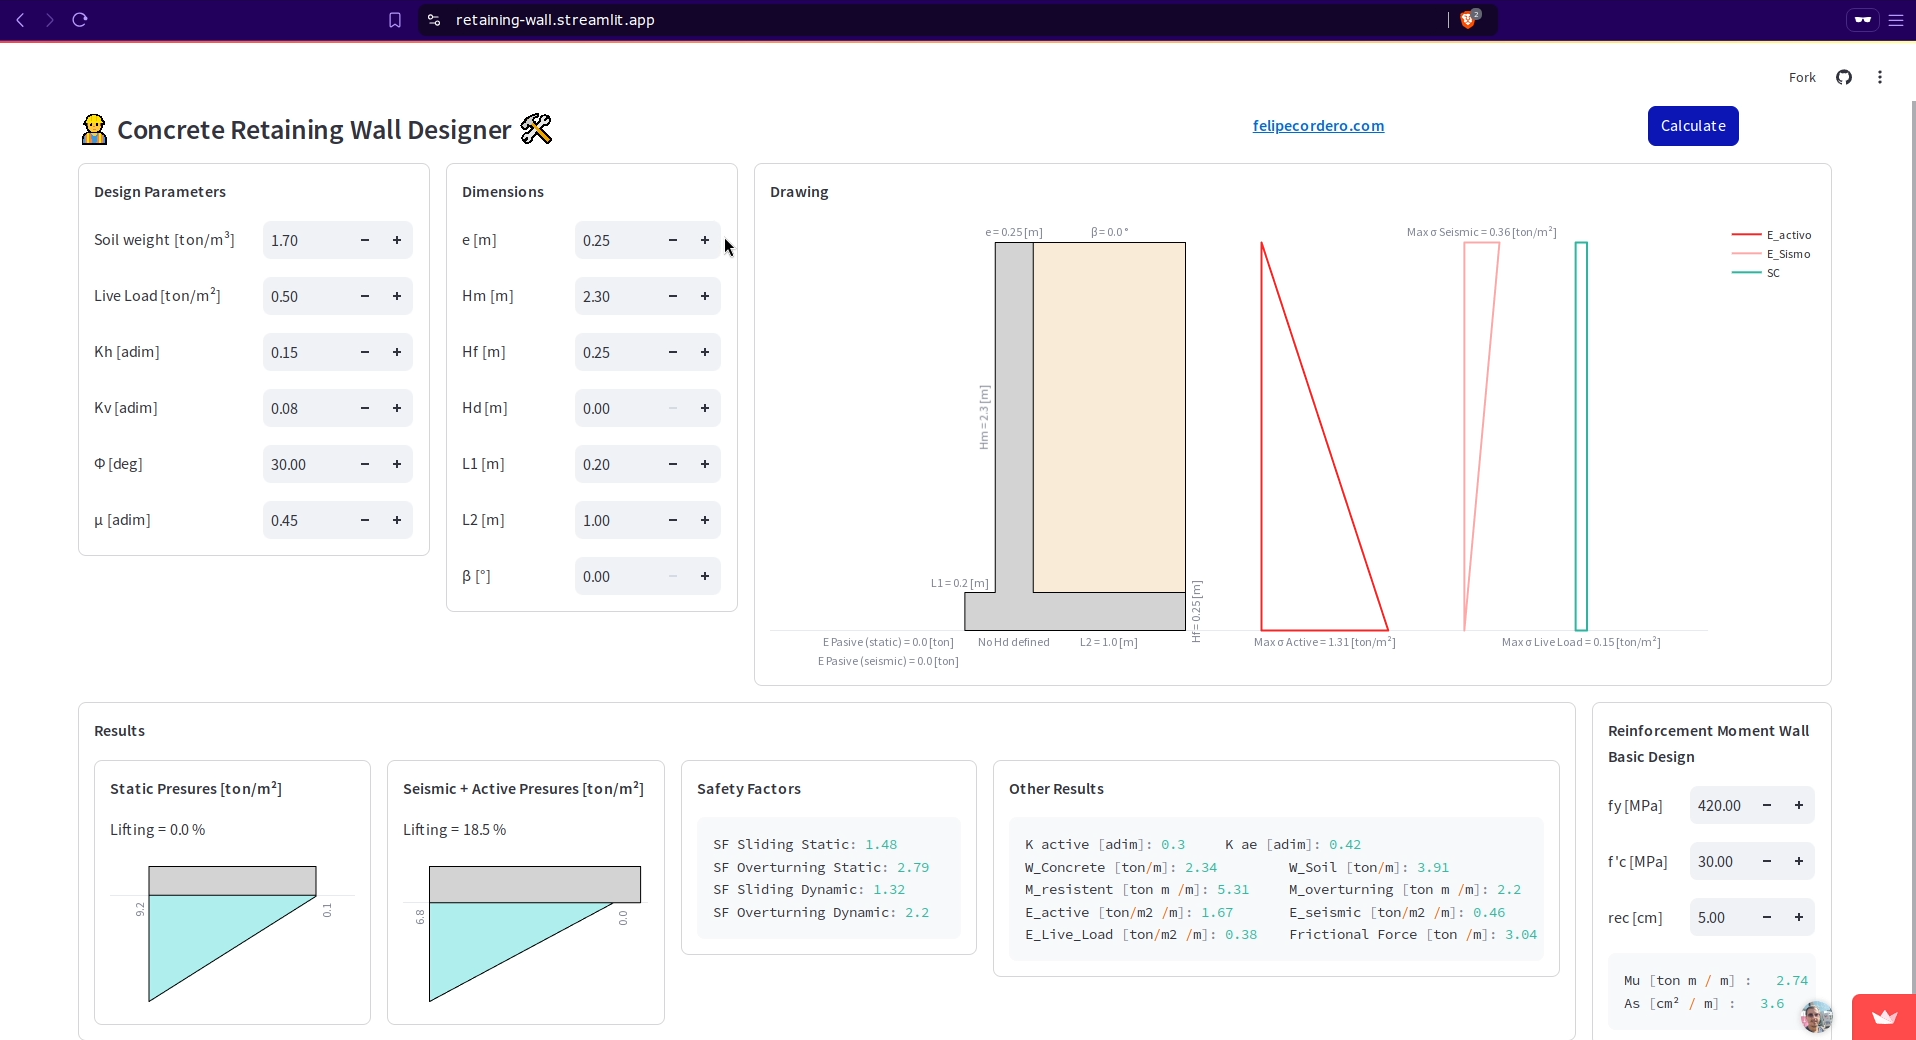 retaining-wall.streamlit.app
2
Fork
Concrete Retaining Wall Designer
felipecordero.com
Calculate
Design Parameters
Soil weight [ton/m³] 1.70
Live Load [ton/m²] 0.50
Kh [adim] 0.15
Kv [adim] 0.08
Φ [deg] 30.00
μ [adim] 0.45
Dimensions
e [m] 0.25
Hm [m] 2.30
Hf [m] 0.25
Hd [m] 0.00
L1 [m] 0.20
L2 [m] 1.00
β [°] 0.00
Drawing
e = 0.25 [m]
β = 0.0 °
Max σ Seismic = 0.36 [ton/m²]
E_activo
E_Sismo
SC
Hm = 2.3 [m]
L1 = 0.2 [m]
Hf = 0.25 [m]
E Pasive (static) = 0.0 [ton]
No Hd defined
L2 = 1.0 [m]
Max σ Active = 1.31 [ton/m²]
Max σ Live Load = 0.15 [ton/m²]
E Pasive (seismic) = 0.0 [ton]
Results
Static Presures [ton/m²]
Lifting = 0.0 %
9.2
0.1
Seismic + Active Presures [ton/m²]
Lifting = 18.5 %
6.8
0.0
Safety Factors
SF Sliding Static: 1.48
SF Overturning Static: 2.79
SF Sliding Dynamic: 1.32
SF Overturning Dynamic: 2.2
Other Results
K active [adim]: 0.3 K ae [adim]: 0.42
W_Concrete [ton/m]: 2.34 W_Soil [ton/m]: 3.91
M_resistent [ton m /m]: 5.31 M_overturning [ton m /m]: 2.2
E_active [ton/m2 /m]: 1.67 E_seismic [ton/m2 /m]: 0.46
E_Live_Load [ton/m2 /m]: 0.38 Frictional Force [ton /m]: 3.04
Reinforcement Moment Wall
Basic Design
fy [MPa] 420.00
f'c [MPa] 30.00
rec [cm] 5.00
Mu [ton m / m] : 2.74
As [cm² / m] : 3.6